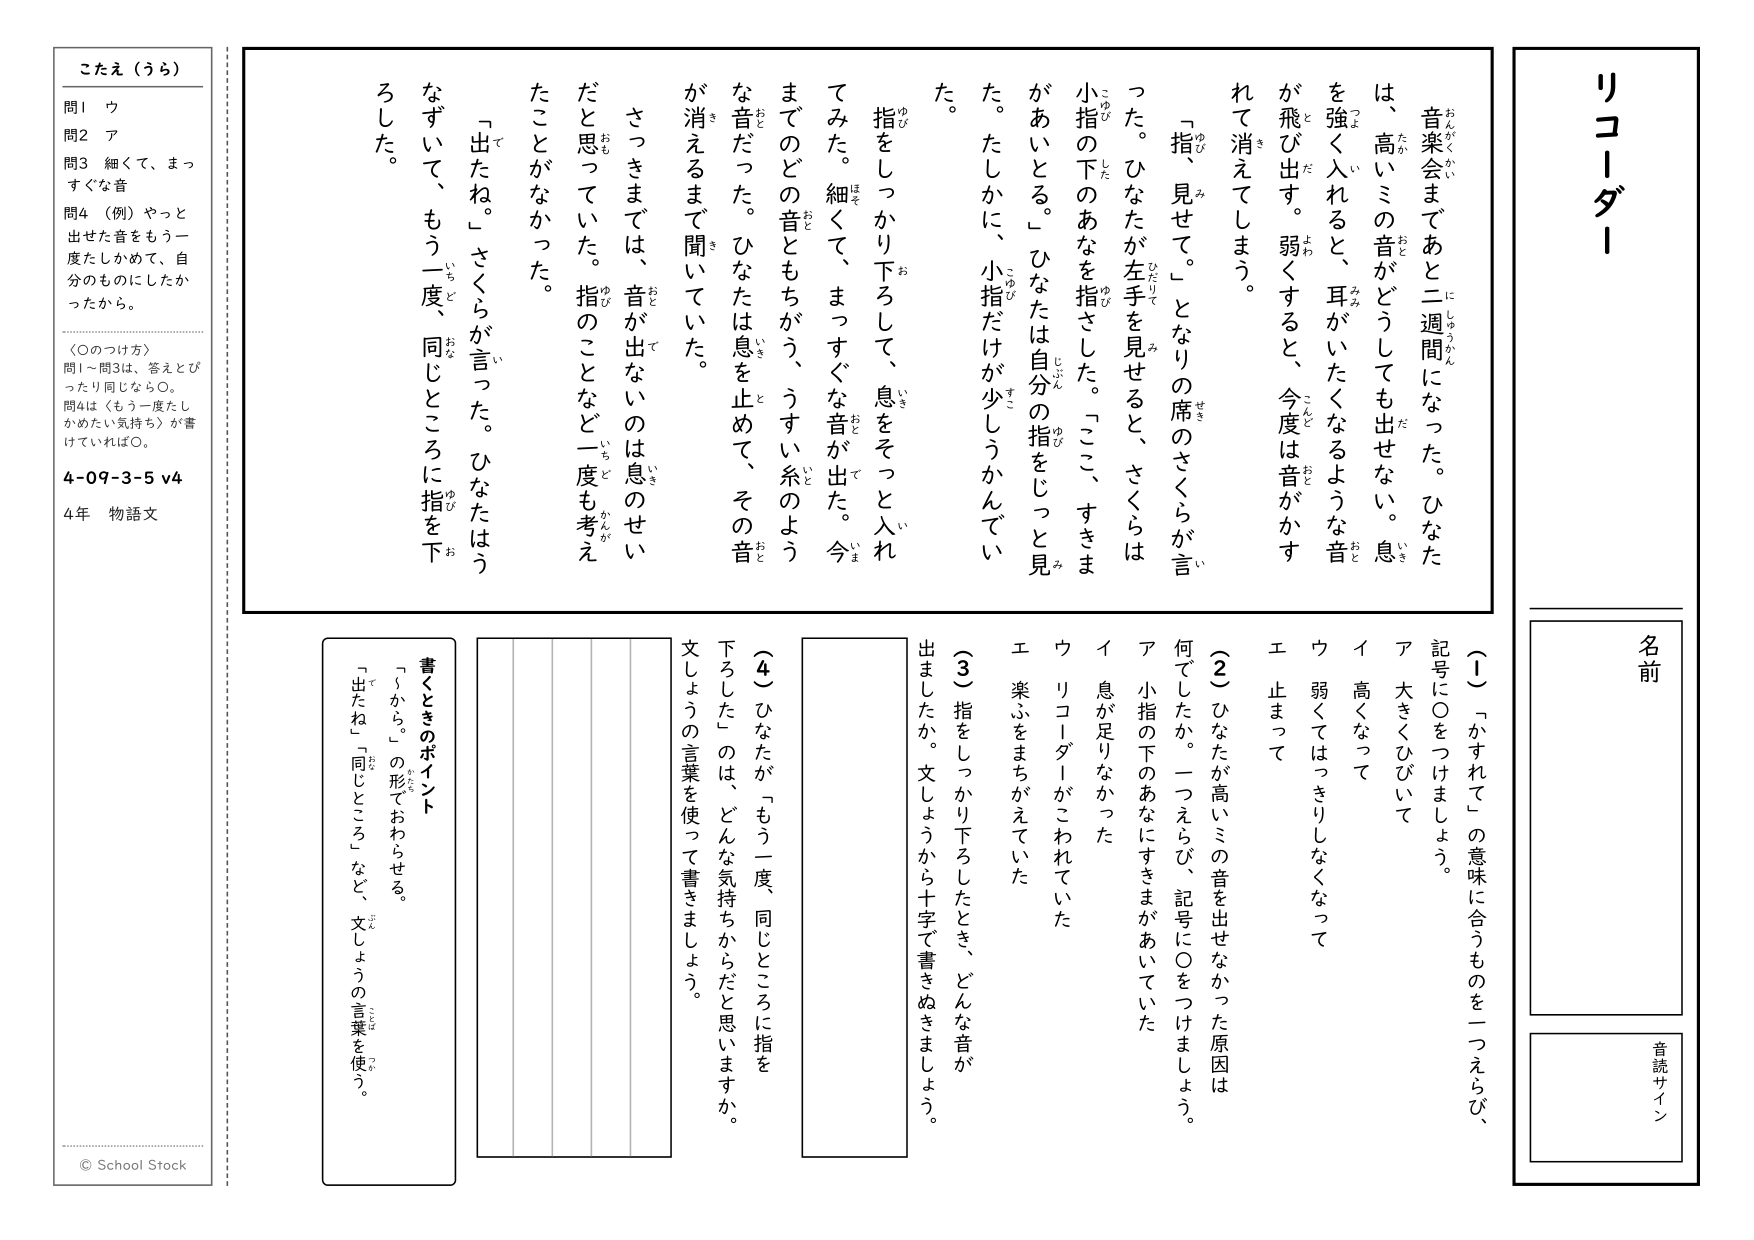 リコーダー
名前
音読サイン
音楽会まであと二週間になった。ひなた
は、高いミの音がどうしても出せない。息
を強く入れると、耳がいたくなるような音
が飛び出す。弱くすると、今度は音がかす
れて消えてしまう。
「指、見せて。」となりの席のさくらが言
った。ひなたが左手を見せると、さくらは
小指の下のあなを指さした。「ここ、すきま
があいとる。」ひなたは自分の指をじっと見
た。たしかに、小指だけが少しうかんでい
た。
指をしっかり下ろして、息をそっと入れ
てみた。細くて、まっすぐな音が出た。今
までのどの音ともちがう、うすい糸のよう
な音だった。ひなたは息を止めて、その音
が消えるまで聞いていた。
さっきまでは、音が出ないのは息のせい
だと思っていた。指のことなど一度も考え
たことがなかった。
「出たね。」さくらが言った。ひなたはう
なずいて、もう一度、同じところに指を下
ろした。
(1)「かすれて」の意味に合うものを一つえらび、
記号に〇をつけましょう。
ア 大きくひびいて
イ 高くなって
ウ 弱くてはっきりしなくなって
エ 止まって
(2)ひなたが高いミの音を出せなかった原因は
何でしたか。一つえらび、記号に〇をつけましょう。
ア 小指の下のあなにすきまがあいていた
イ 息が足りなかった
ウ リコーダーがこわれていた
エ 楽ふをまちがえていた
(3)指をしっかり下ろしたとき、どんな音が
出ましたか。文しょうから十字で書きぬきましょう。
(4)ひなたが「もう一度、同じところに指を
下ろした」のは、どんな気持ちからだと思いますか。
文しょうの言葉を使って書きましょう。
書くときのポイント
「〜から。」の形でおわらせる。
「出たね」「同じところ」など、文しょうの言葉を使う。
こたえ（うら）
問1 ウ
問2 ア
問3 細くて、まっ
すぐな音
問4 （例）やっと
出せた音をもう一
度たしかめて、自
分のものにしたか
ったから。
〈〇のつけ方〉
問1〜問3は、答えとぴ
ったり同じなら〇。
問4は〈もう一度たし
かめたい気持ち〉が書
けていれば〇。
4-09-3-5 v4
4年 物語文
© School Stock